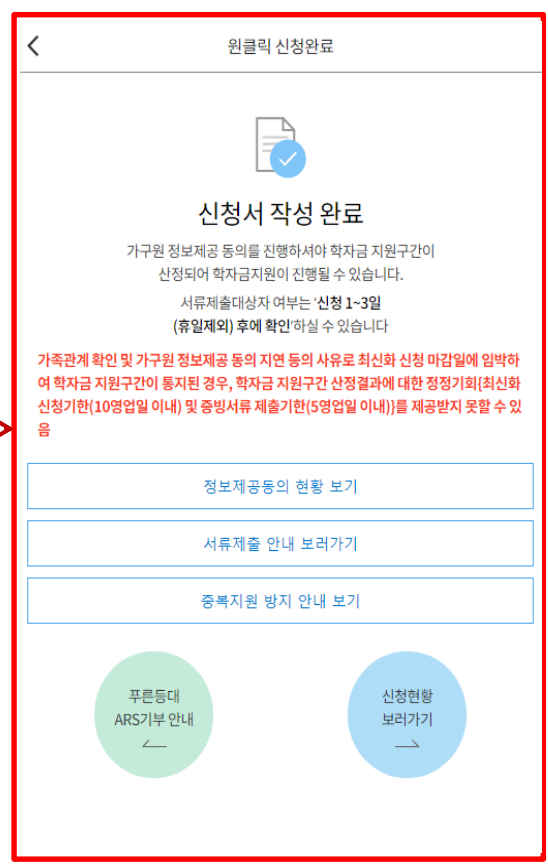 원클릭 신청완료
신청서 작성 완료
가구원 정보제공 동의를 진행하셔야 학자금 지원구간이
산정되어 학자금지원이 진행될 수 있습니다.
서류제출대상자 여부는 '신청 1~3일
(휴일제외) 후에 확인'하실 수 있습니다
가족관계 확인 및 가구원 정보제공 동의 지연 등의 사유로 최신화 신청 마감일에 임박하
여 학자금 지원구간이 통지된 경우, 학자금 지원구간 산정결과에 대한 정정기회{최신화
신청기한(10영업일 이내) 및 증빙서류 제출기한(5영업일 이내)}를 제공받지 못할 수 있
음
정보제공동의 현황 보기
서류제출 안내 보러가기
중복지원 방지 안내 보기
푸른등대
ARS기부 안내
신청현황
보러가기